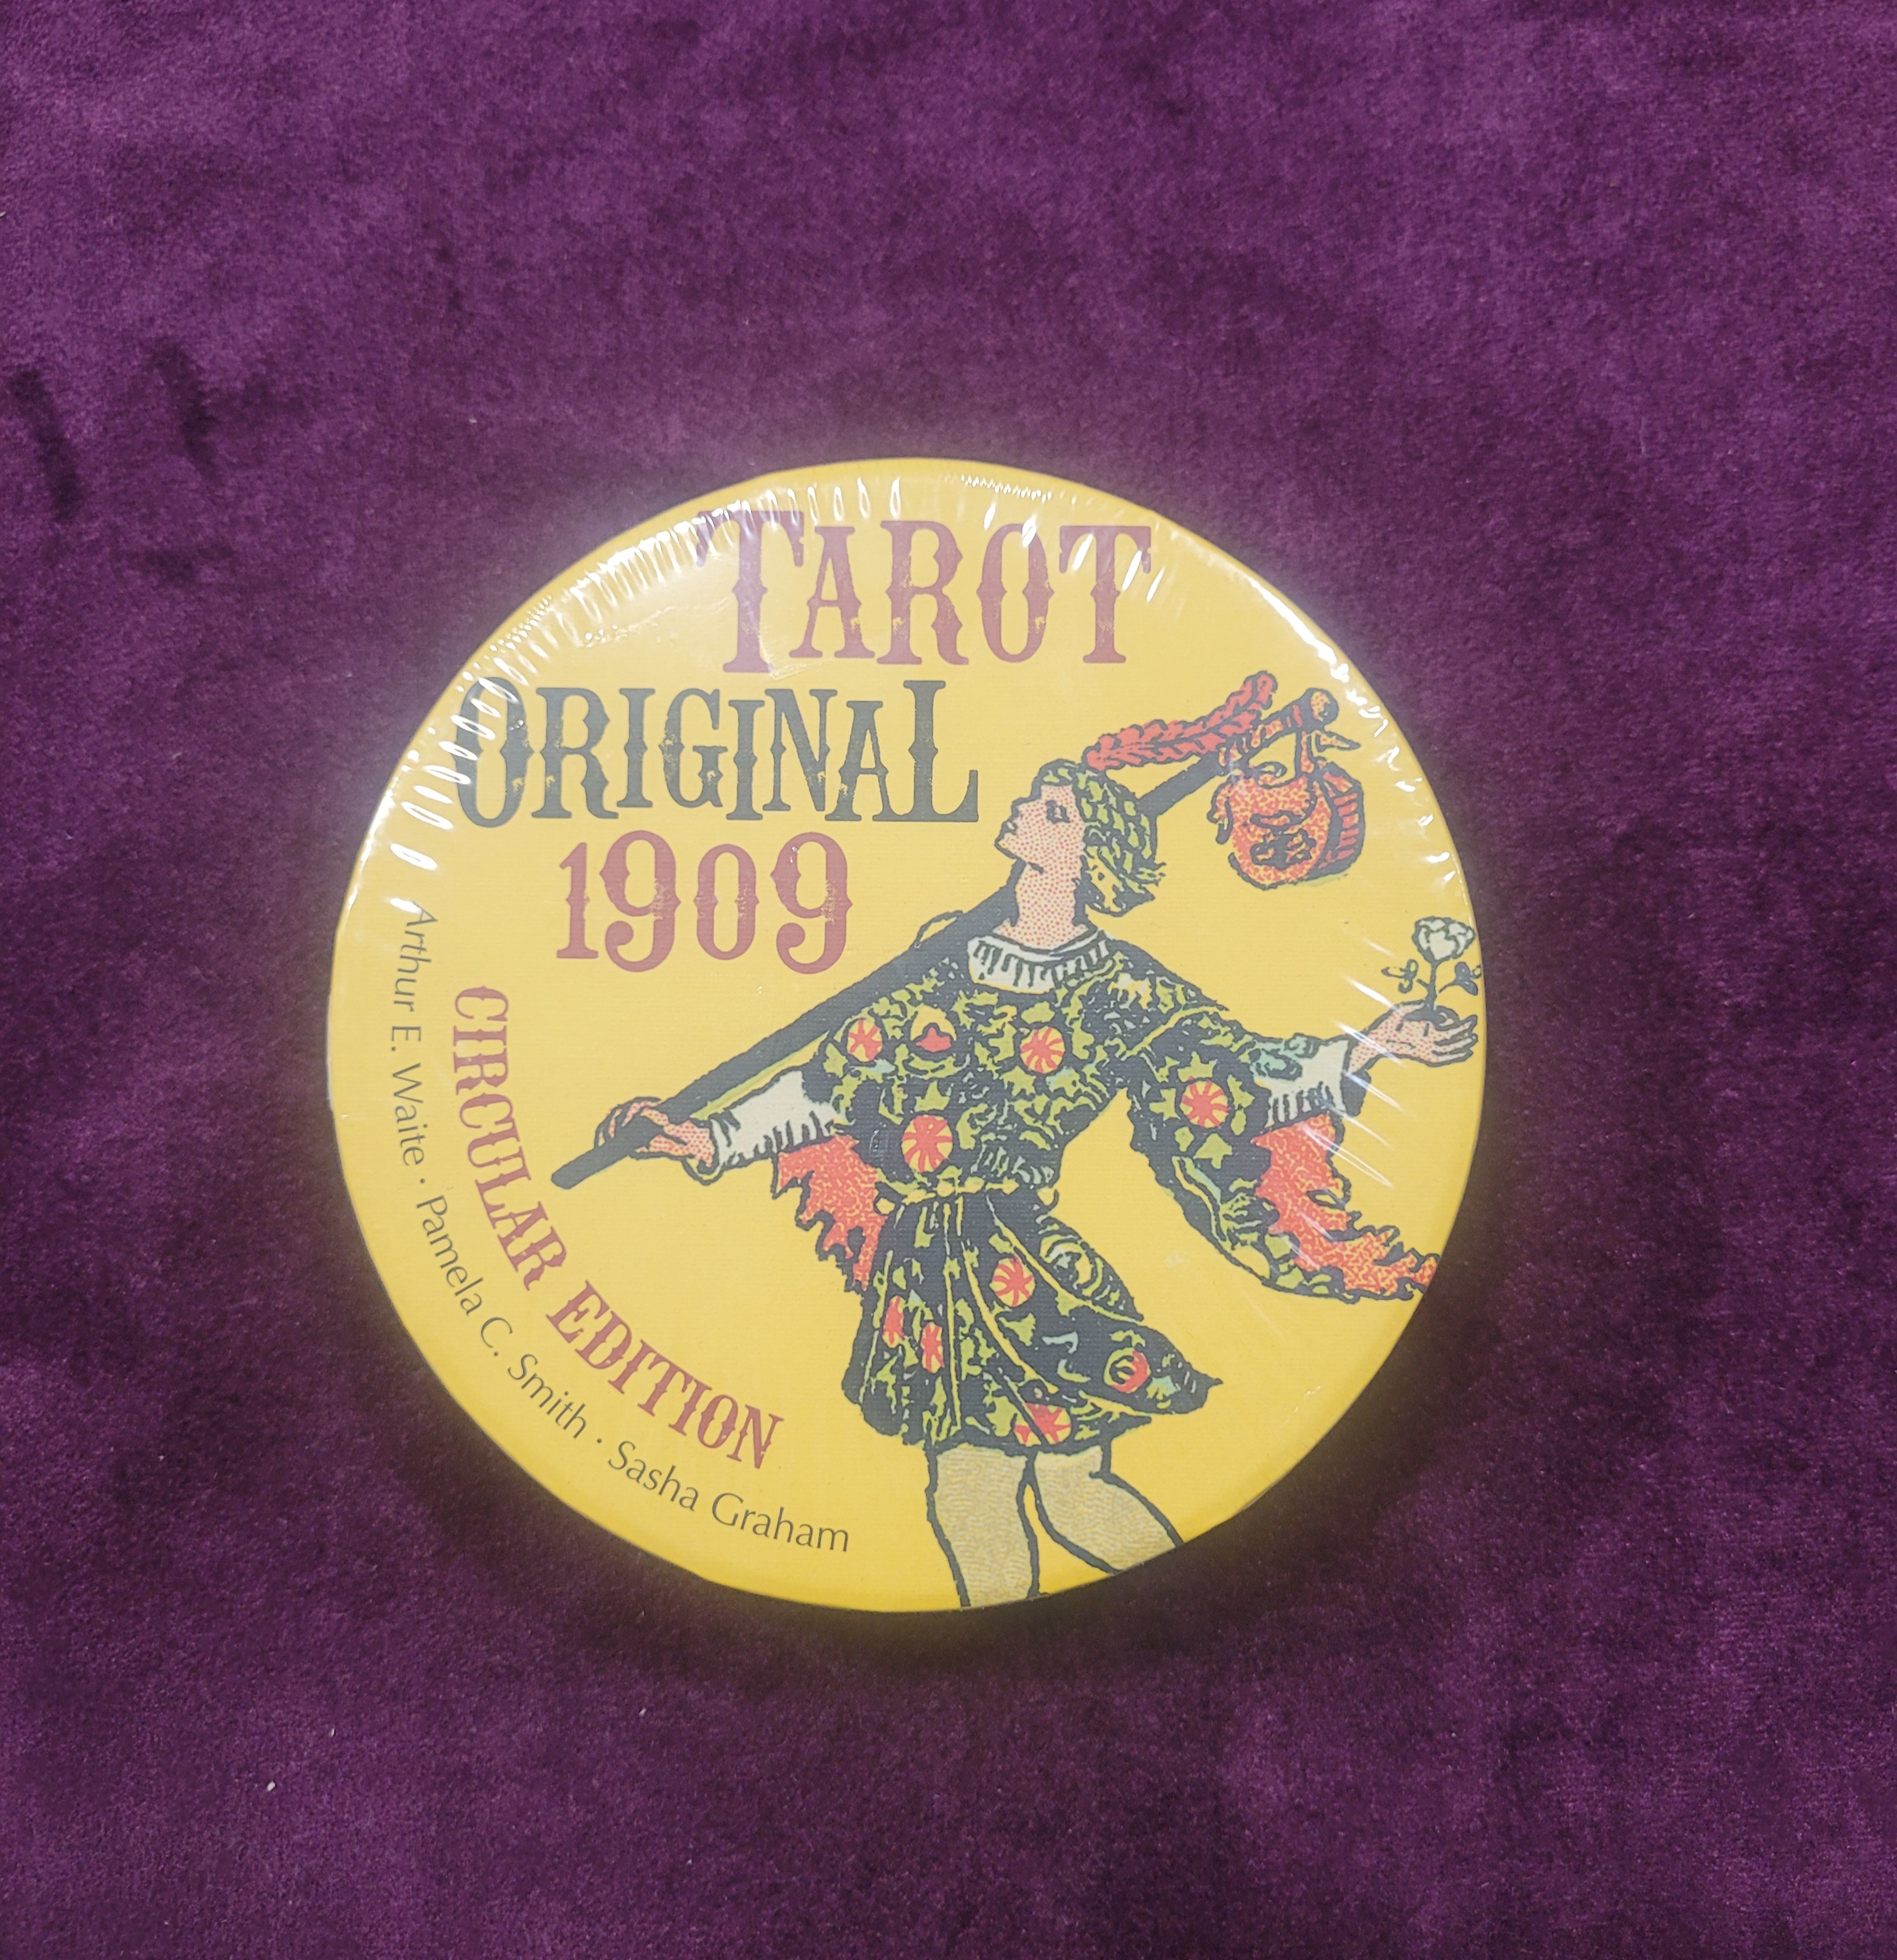 TAROT
ORIGINAL
1909
CIRCULAR EDITION
Arthur E. Waite · Pamela C. Smith · Sasha Graham